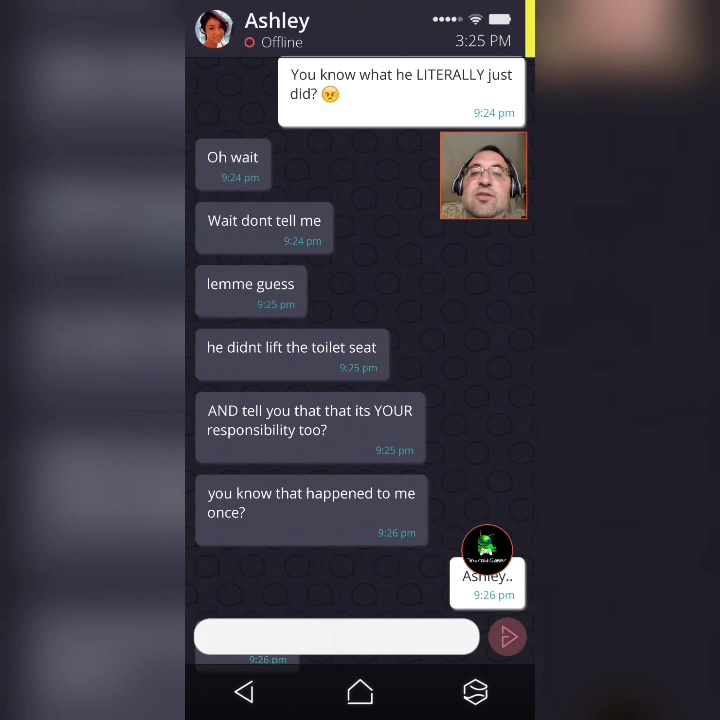 Ashley
Offline
3:25 PM
You know what he LITERALLY just
did? 😠
9:24 pm
Oh wait
9:24 pm
Wait dont tell me
9:24 pm
lemme guess
9:25 pm
he didnt lift the toilet seat
9:25 pm
AND tell you that that its YOUR
responsibility too?
9:25 pm
you know that happened to me
once?
9:26 pm
Ashley..
9:26 pm
9:26 pm